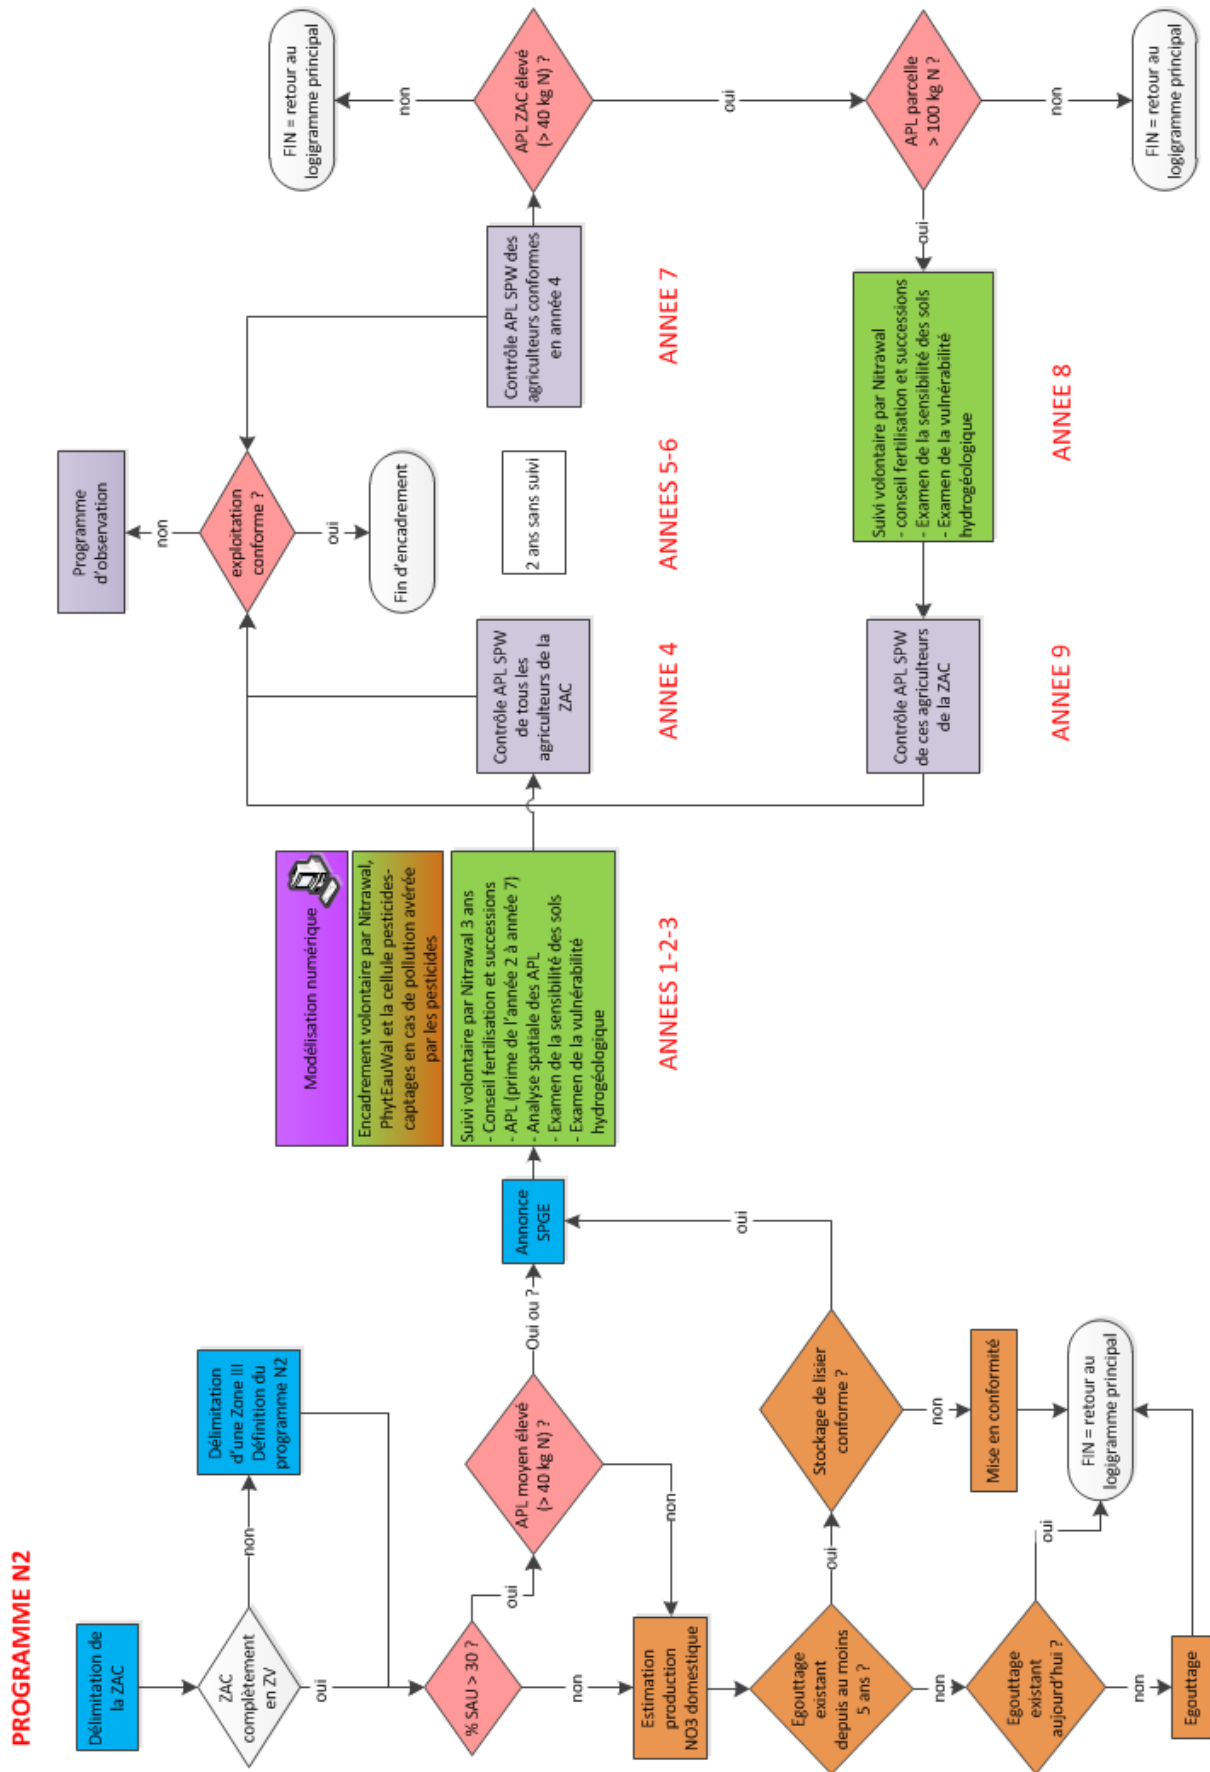 PROGRAMME N2
Délimitation de
la ZAC
ZAC
complètement
en ZV
non
Délimitation
d'une Zone III
Définition du
programme N2
oui
% SAU > 30 ?
oui
APL moyen élevé
(> 40 kg N) ?
Oui ou ?
non
non
Estimation
production
NO3 domestique
Egouttage
existant
depuis au moins
5 ans ?
oui
Stockage de lisier
conforme ?
oui
non
Mise en conformité
non
Egouttage
existant
aujourd'hui ?
oui
FIN = retour au
logigramme principal
non
Egouttage
Annonce
SPGE
Modélisation numérique
Encadrement volontaire par Nitrawal,
PhytEauWal et la cellule pesticides-
captages en cas de pollution avérée
par les pesticides
Suivi volontaire par Nitrawal 3 ans
- Conseil fertilisation et successions
- APL (prime de l'année 2 à année 7)
- Analyse spatiale des APL
- Examen de la sensibilité des sols
- Examen de la vulnérabilité
hydrogéologique
ANNEES 1-2-3
Contrôle APL SPW
de tous les
agriculteurs de la
ZAC
ANNEE 4
Programme
d'observation
non
exploitation
conforme ?
oui
Fin d'encadrement
2 ans sans suivi
ANNEES 5-6
Contrôle APL SPW des
agriculteurs conformes
en année 4
ANNEE 7
FIN = retour au
logigramme principal
non
APL ZAC élevé
(> 40 kg N) ?
oui
APL parcelle
> 100 kg N ?
non
FIN = retour au
logigramme principal
oui
Suivi volontaire par Nitrawal
- conseil fertilisation et successions
- Examen de la sensibilité des sols
- Examen de la vulnérabilité
hydrogéologique
ANNEE 8
Contrôle APL SPW
de ces agriculteurs
de la ZAC
ANNEE 9